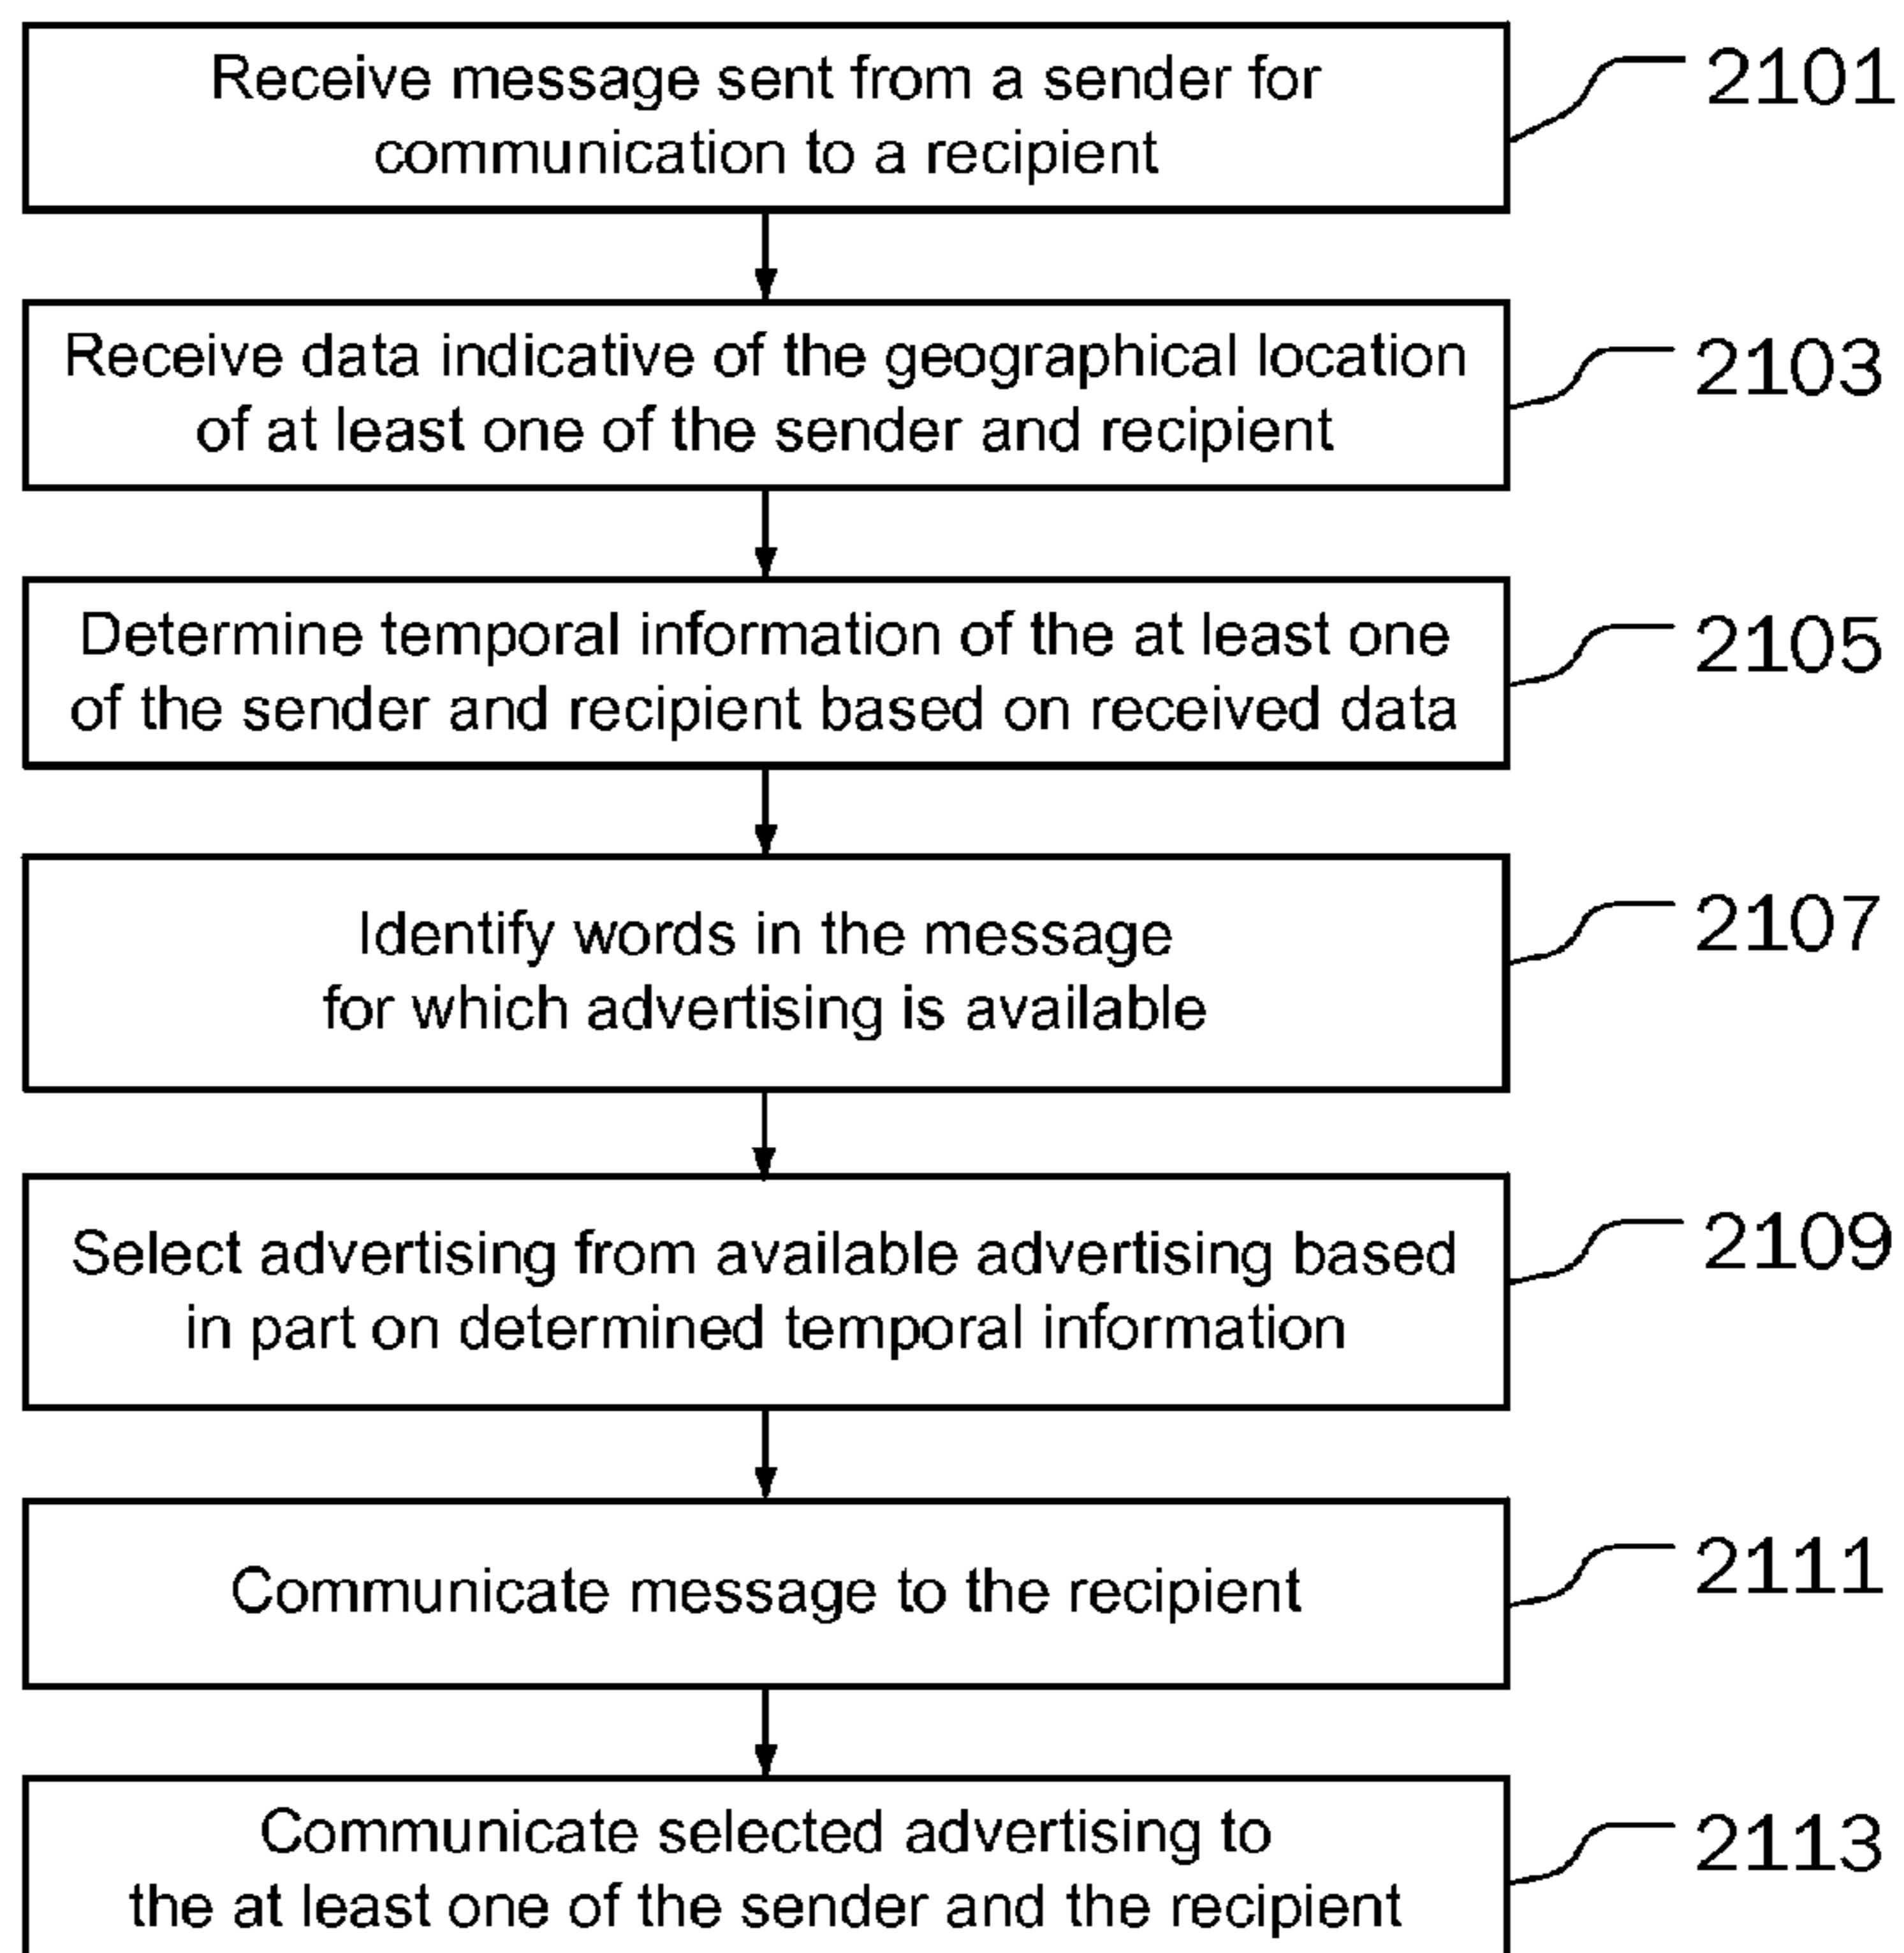 Receive message sent from a sender for
communication to a recipient
2101
Receive data indicative of the geographical location
of at least one of the sender and recipient
2103
Determine temporal information of the at least one
of the sender and recipient based on received data
2105
Identify words in the message
for which advertising is available
2107
Select advertising from available advertising based
in part on determined temporal information
2109
Communicate message to the recipient
2111
Communicate selected advertising to
the at least one of the sender and the recipient
2113